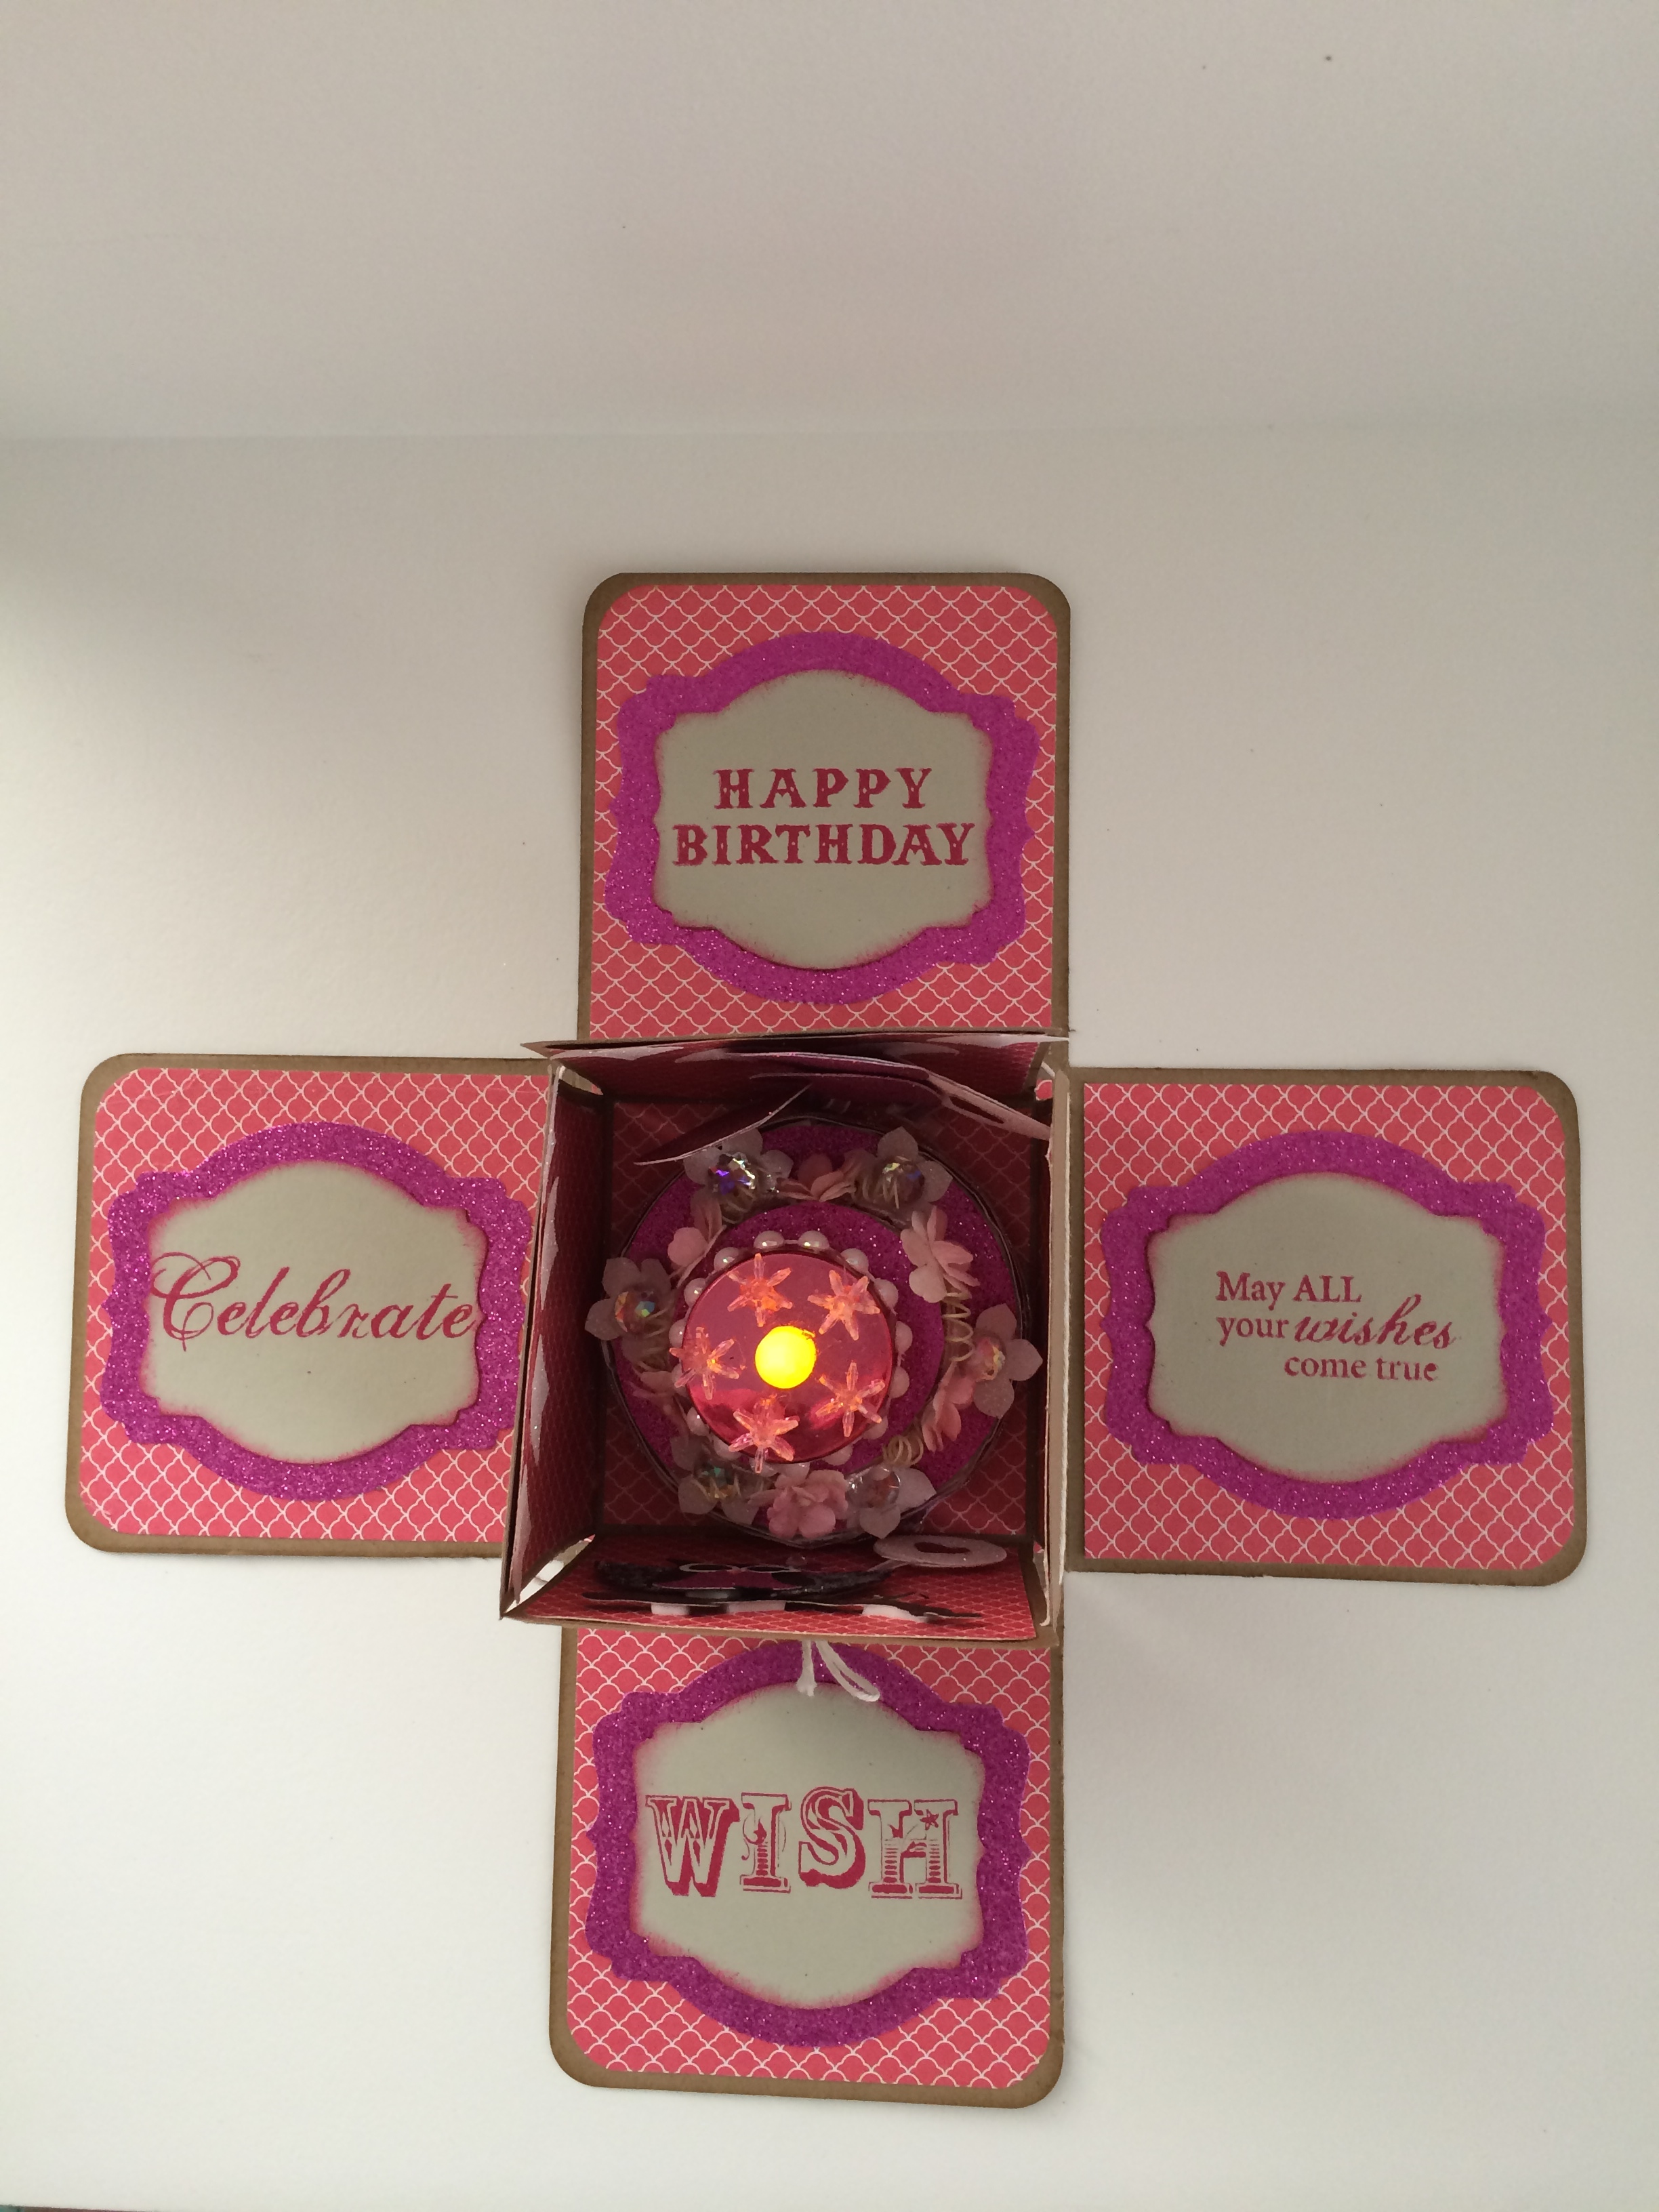 HAPPY
BIRTHDAY
Celebrate
May ALL
your wishes
come true
WISH